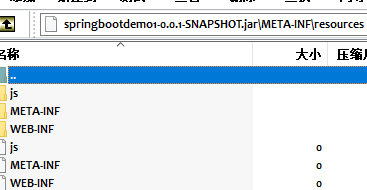 springbootdemo1-0.0.1-SNAPSHOT.jar\META-INF\resources
名称 大小 压缩后
..
js
META-INF
WEB-INF
js 0
META-INF 0
WEB-INF 0